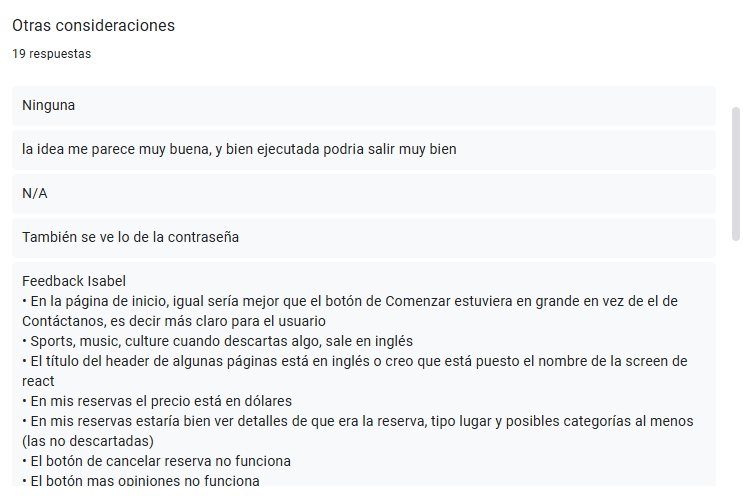 Otras consideraciones
19 respuestas
Ninguna
la idea me parece muy buena, y bien ejecutada podria salir muy bien
N/A
También se ve lo de la contraseña
Feedback Isabel
• En la página de inicio, igual sería mejor que el botón de Comenzar estuviera en grande en vez de el de
Contáctanos, es decir más claro para el usuario
• Sports, music, culture cuando descartas algo, sale en inglés
• El título del header de algunas páginas está en inglés o creo que está puesto el nombre de la screen de
react
• En mis reservas el precio está en dólares
• En mis reservas estaría bien ver detalles de que era la reserva, tipo lugar y posibles categorías al menos
(las no descartadas)
• El botón de cancelar reserva no funciona
• El botón mas opiniones no funciona